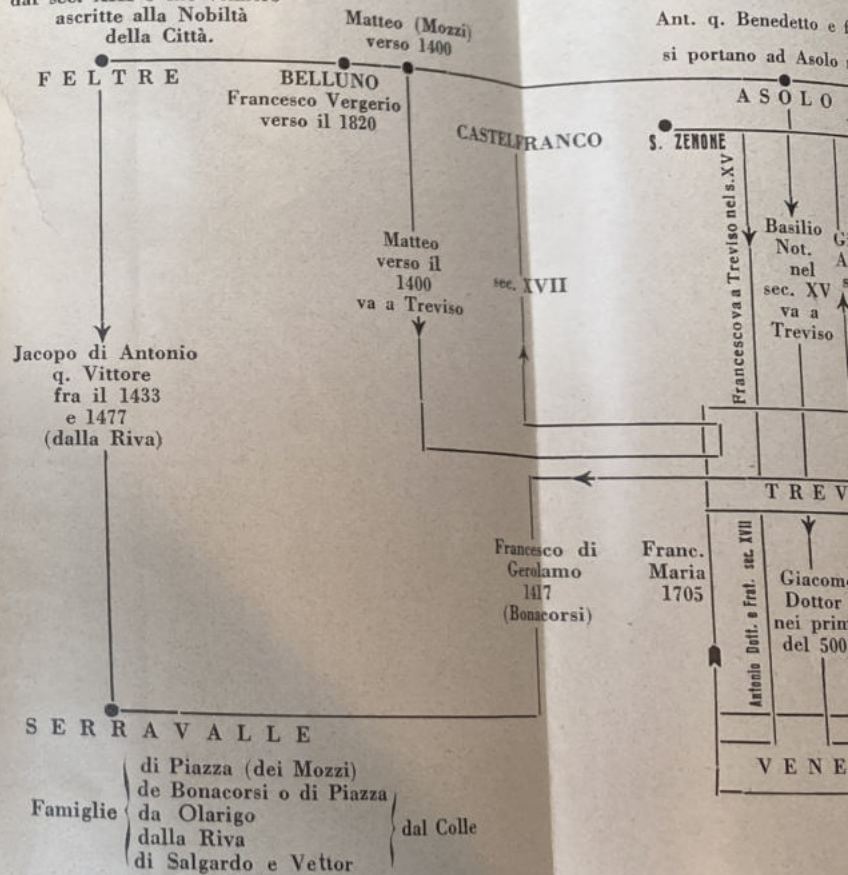 ascritte alla Nobiltà
della Città.
FELTRE
Matteo (Mozzi)
verso 1400
BELLUNO
Francesco Vergerio
verso il 1820
Ant. q. Benedetto e
si portano ad Asolo
ASOLO
CASTELFRANCO
S. ZENONE
Francesco va a Treviso nel s. XV
Basilio
Not.
nel
sec. XV
va a
Treviso
Matteo
verso il
1400
va a Treviso
sec. XVII
Jacopo di Antonio
q. Vittore
fra il 1433
e 1477
(dalla Riva)
TREV
Francesco di
Gerolamo
1417
(Bonacorsi)
Franc.
Maria
1705
Antonio Dott. e Frat. sec. XVII
Giacom
Dottor
nei prim
del 500
SERRAVALLE
VENE
Famiglie
di Piazza (dei Mozzi)
de Bonacorsi o di Piazza
da Olarigo
dalla Riva
di Salgardo e Vettor
dal Colle